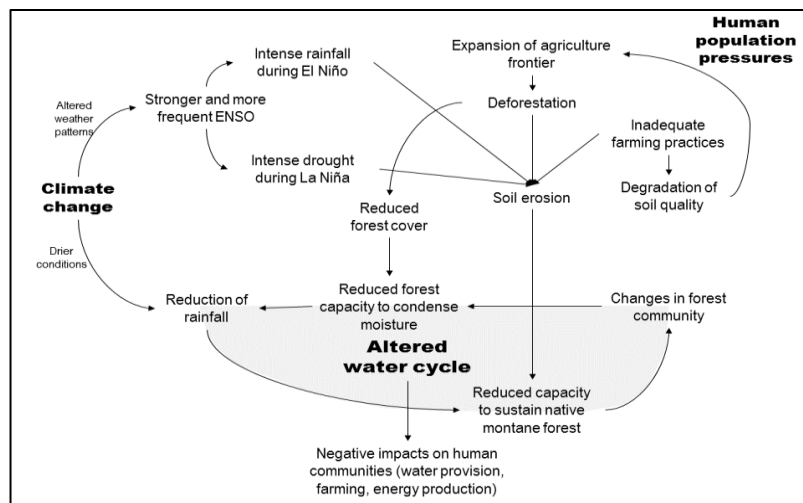 Human
population
pressures
Intense rainfall
during El Niño
Expansion of agriculture
frontier
Altered
weather
patterns
Stronger and more
frequent ENSO
Deforestation
Inadequate
farming practices
Intense drought
during La Niña
Climate
change
Degradation of
soil quality
Reduced
forest cover
Soil erosion
Drier
conditions
Reduction of
rainfall
Reduced forest
capacity to condense
moisture
Changes in forest
community
Altered
water cycle
Reduced capacity
to sustain native
montane forest
Negative impacts on human
communities (water provision,
farming, energy production)